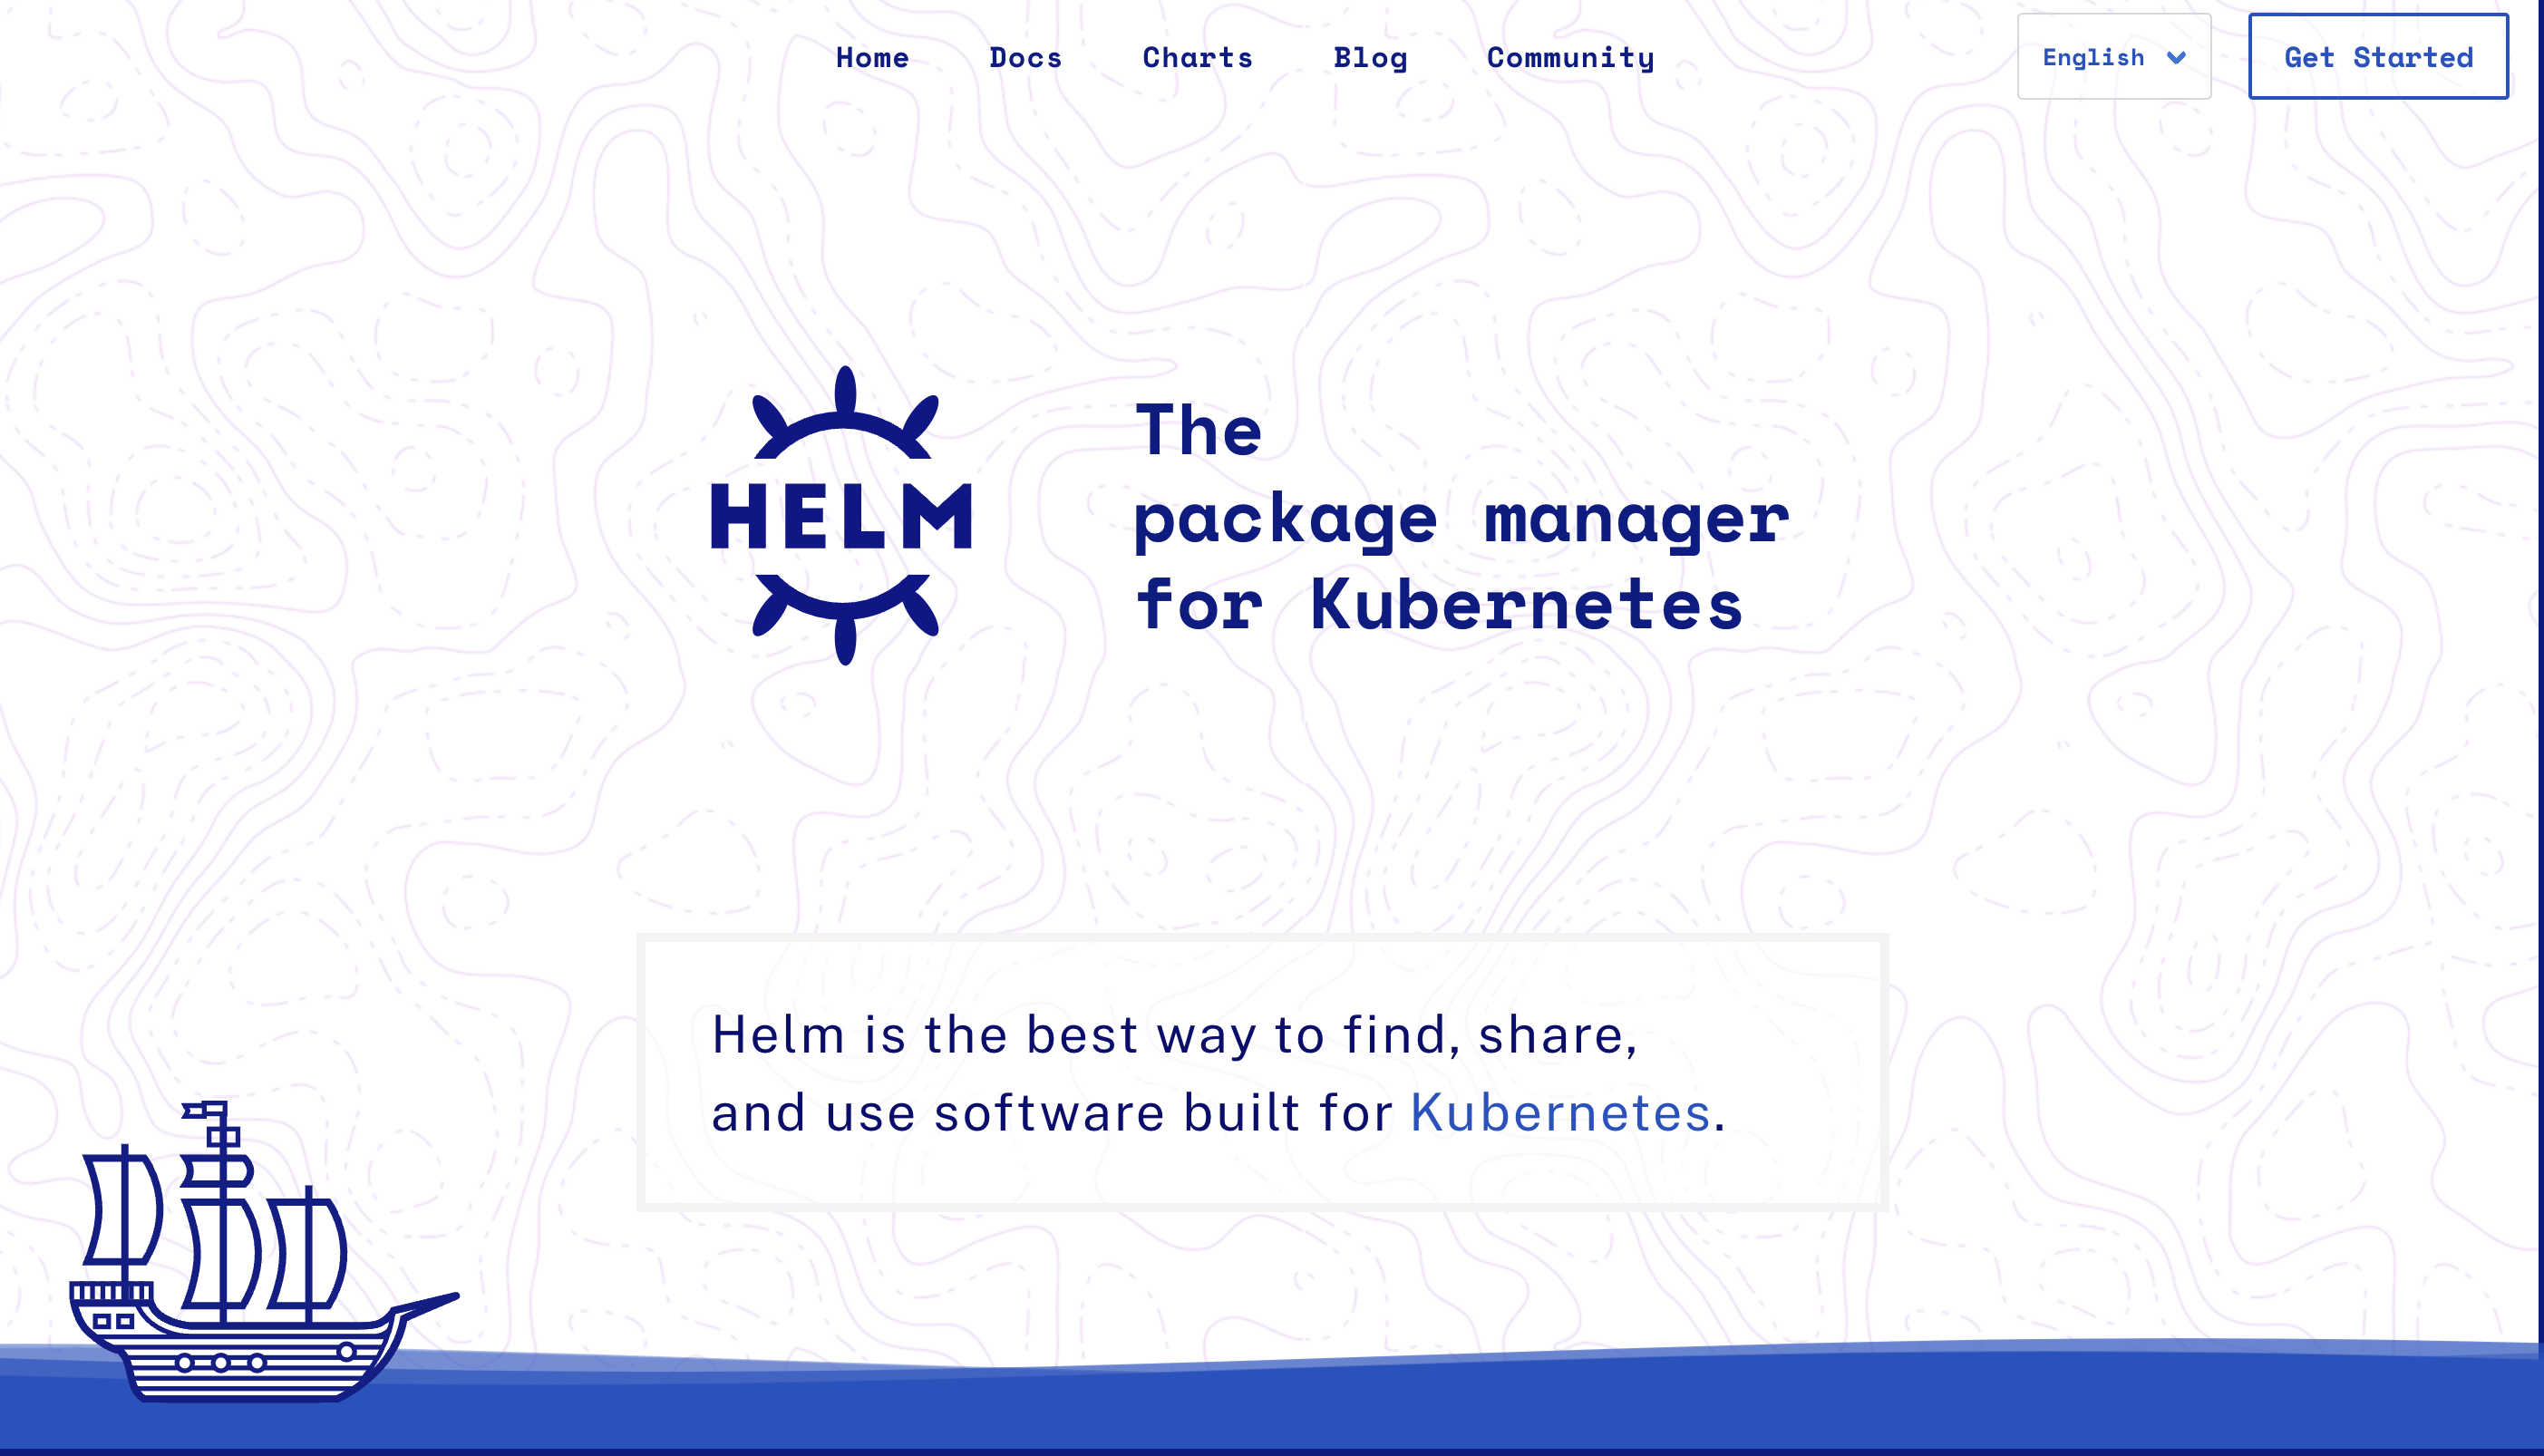 Home Docs Charts Blog Community English Get Started
HELM
The
package manager
for Kubernetes
Helm is the best way to find, share,
and use software built for Kubernetes.